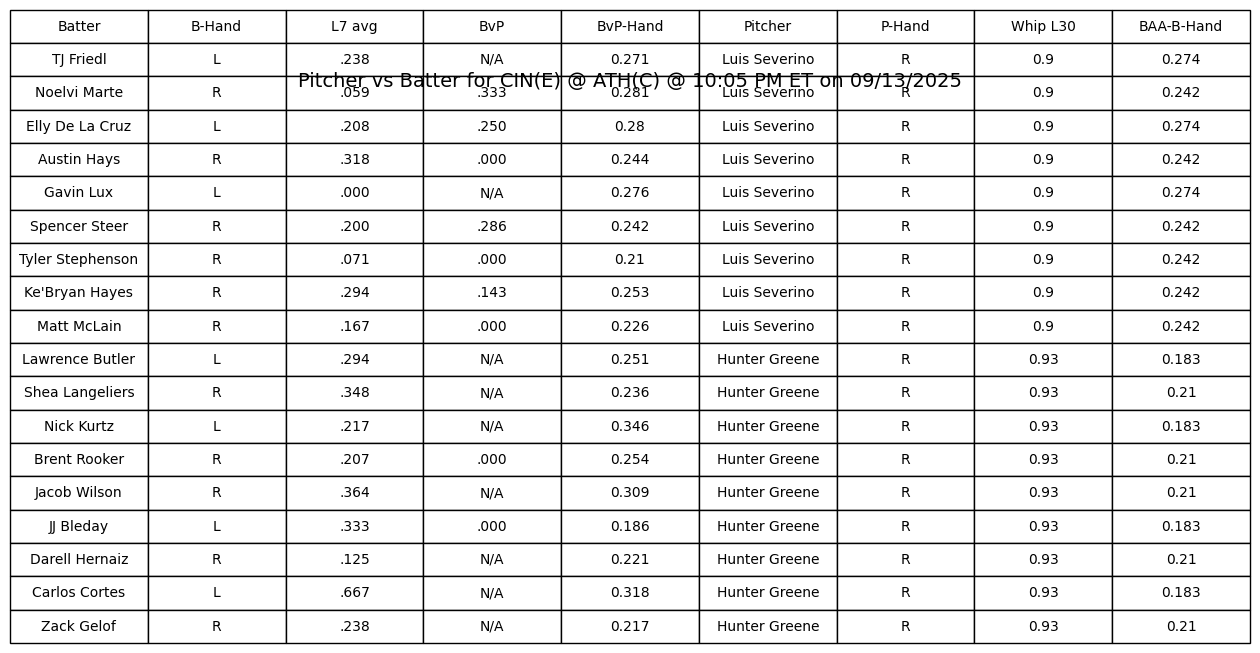 Batter B-Hand L7 avg BvP BvP-Hand Pitcher P-Hand Whip L30 BAA-B-Hand
TJ Friedl L .238 N/A 0.271 Luis Severino R 0.9 0.274
Pitcher vs Batter for CIN(E) @ ATH(C) @ 10:05 PM ET on 09/13/2025
Noelvi Marte R .059 .333 0.281 Luis Severino R 0.9 0.242
Elly De La Cruz L .208 .250 0.28 Luis Severino R 0.9 0.274
Austin Hays R .318 .000 0.244 Luis Severino R 0.9 0.242
Gavin Lux L .000 N/A 0.276 Luis Severino R 0.9 0.274
Spencer Steer R .200 .286 0.242 Luis Severino R 0.9 0.242
Tyler Stephenson R .071 .000 0.21 Luis Severino R 0.9 0.242
Ke'Bryan Hayes R .294 .143 0.253 Luis Severino R 0.9 0.242
Matt McLain R .167 .000 0.226 Luis Severino R 0.9 0.242
Lawrence Butler L .294 N/A 0.251 Hunter Greene R 0.93 0.183
Shea Langeliers R .348 N/A 0.236 Hunter Greene R 0.93 0.21
Nick Kurtz L .217 N/A 0.346 Hunter Greene R 0.93 0.183
Brent Rooker R .207 .000 0.254 Hunter Greene R 0.93 0.21
Jacob Wilson R .364 N/A 0.309 Hunter Greene R 0.93 0.21
JJ Bleday L .333 .000 0.186 Hunter Greene R 0.93 0.183
Darell Hernaiz R .125 N/A 0.221 Hunter Greene R 0.93 0.21
Carlos Cortes L .667 N/A 0.318 Hunter Greene R 0.93 0.183
Zack Gelof R .238 N/A 0.217 Hunter Greene R 0.93 0.21